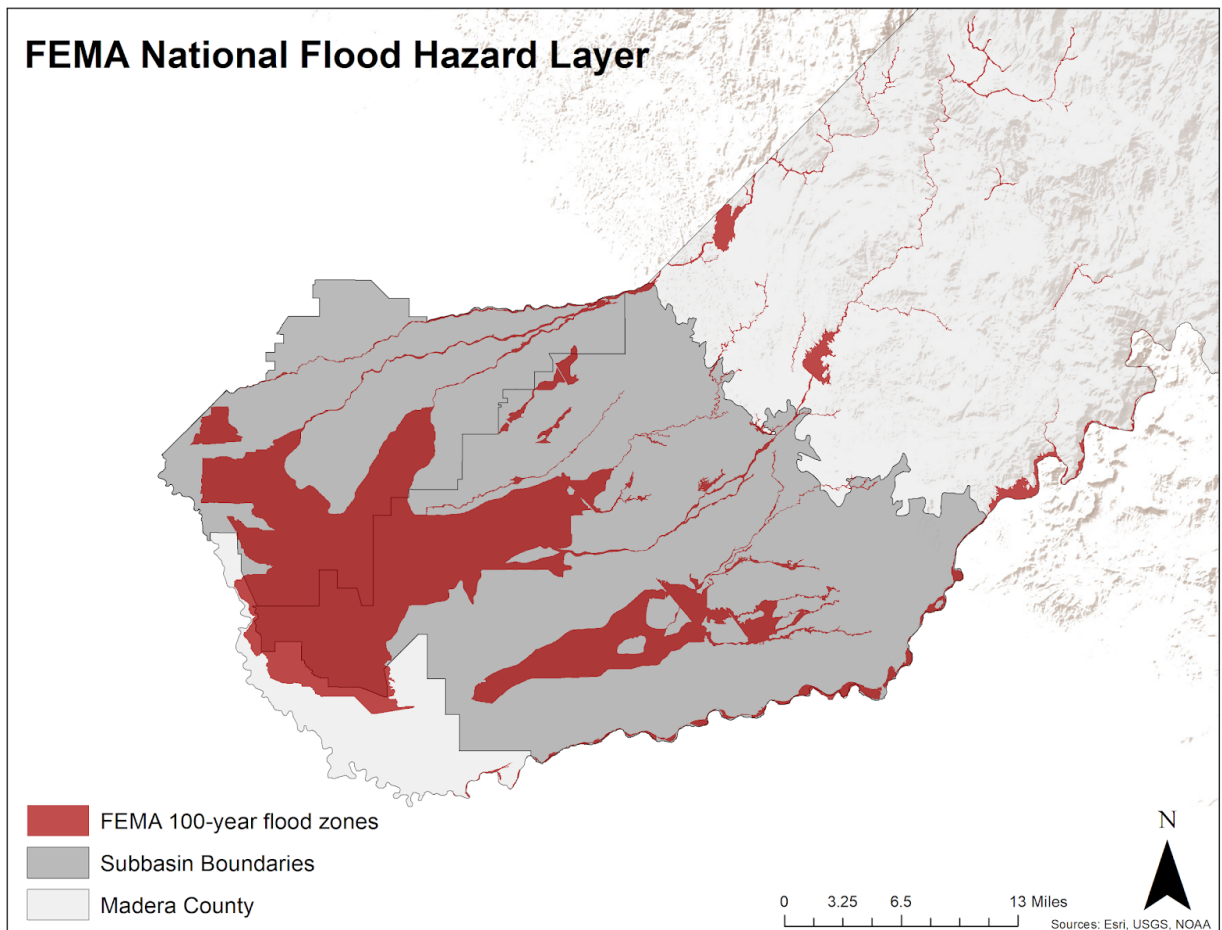 FEMA National Flood Hazard Layer
FEMA 100-year flood zones
Subbasin Boundaries
Madera County
N
0 3.25 6.5 13 Miles
Sources: Esri, USGS, NOAA